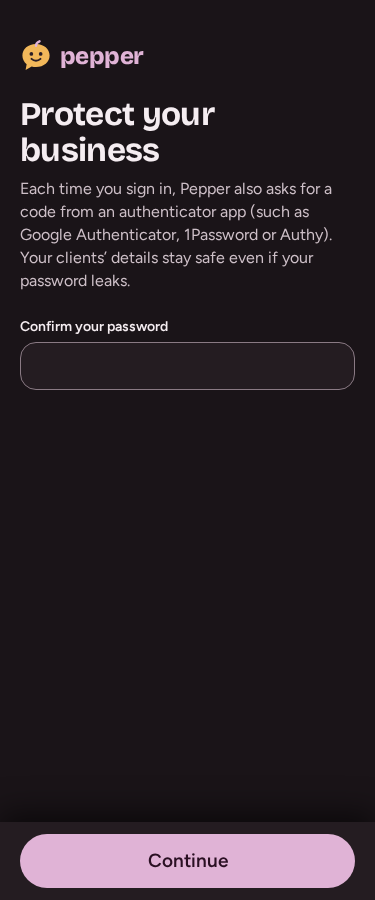 pepper
Protect your
business
Each time you sign in, Pepper also asks for a
code from an authenticator app (such as
Google Authenticator, 1Password or Authy).
Your clients’ details stay safe even if your
password leaks.
Confirm your password
Continue